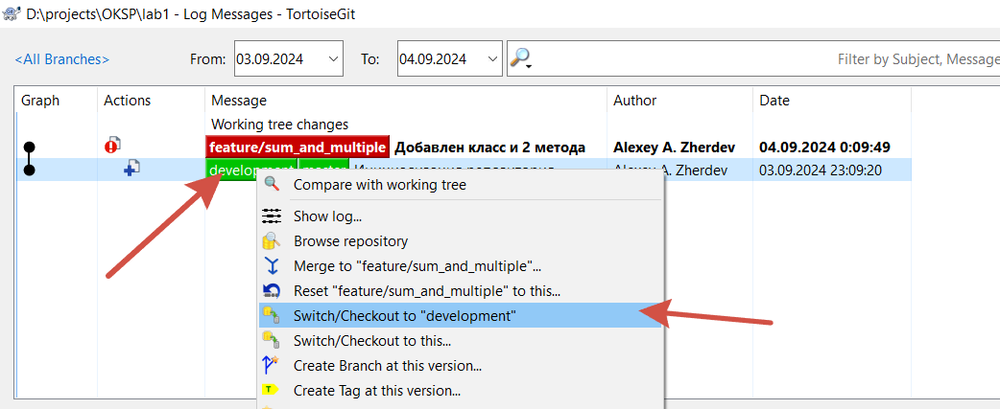 D:\projects\OKSP\lab1 - Log Messages - TortoiseGit
<All Branches> From: 03.09.2024 To: 04.09.2024 Filter by Subject, Message
Graph Actions Message Author Date
Working tree changes
feature/sum_and_multiple Добавлен класс и 2 метода Alexey A. Zherdev 04.09.2024 0:09:49
development master Alexey A. Zherdev 03.09.2024 23:09:20
Compare with working tree
Show log...
Browse repository
Merge to "feature/sum_and_multiple"...
Reset "feature/sum_and_multiple" to this...
Switch/Checkout to "development"
Switch/Checkout to this...
Create Branch at this version...
Create Tag at this version...